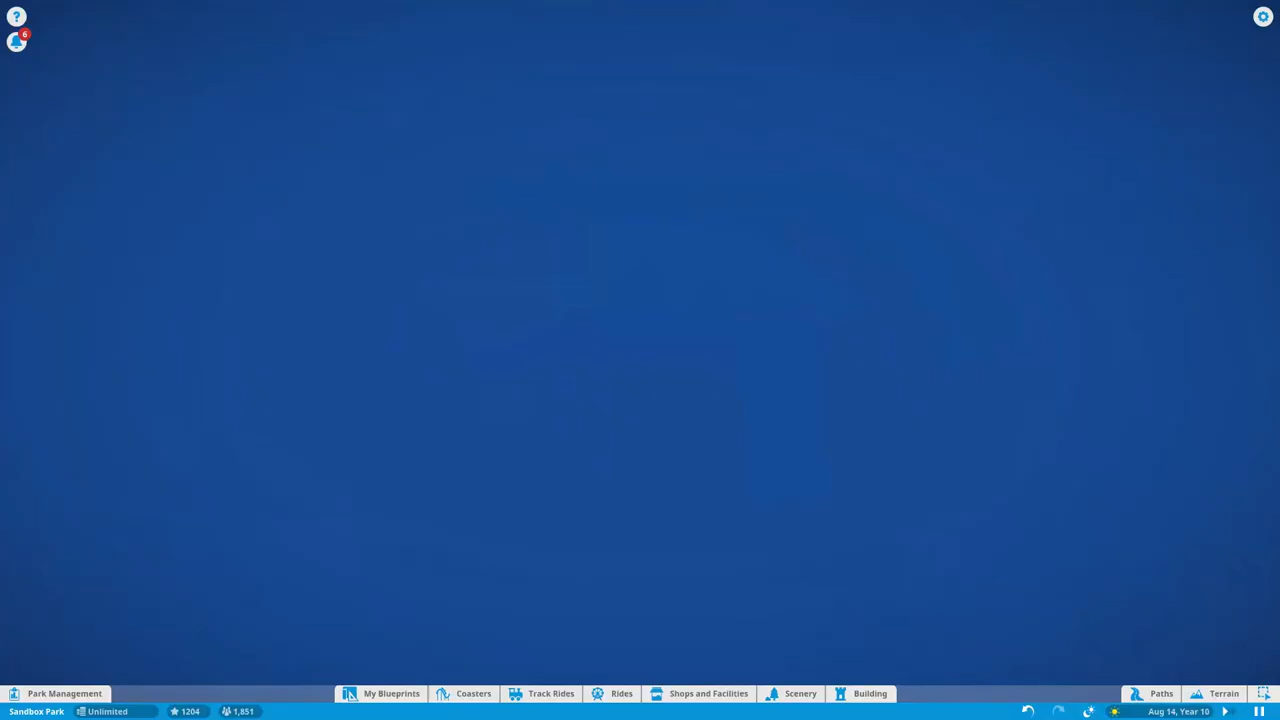 ?
6
Park Management
My Blueprints
Coasters
Track Rides
Rides
Shops and Facilities
Scenery
Building
Paths
Terrain
Sandbox Park
Unlimited
1204
1,851
Aug 14, Year 10